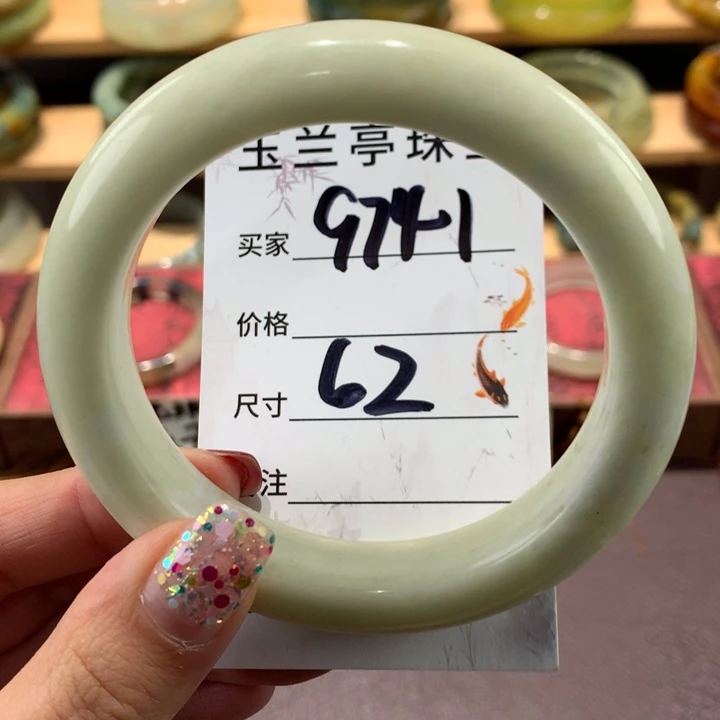 玉兰亭珠
买家 9741
价格
尺寸 62
注